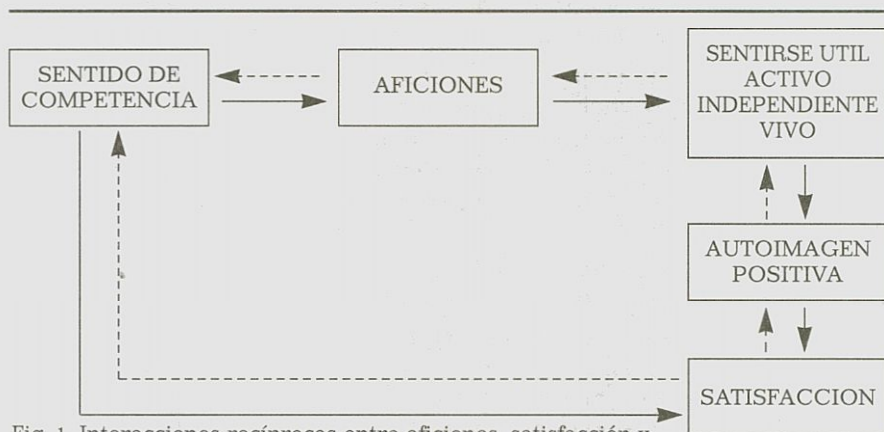 SENTIDO DE
COMPETENCIA
AFICIONES
SENTIRSE UTIL
ACTIVO
INDEPENDIENTE
VIVO
AUTOIMAGEN
POSITIVA
SATISFACCION
Fig. 1. Interacciones recíprocas entre aficiones, satisfacción y